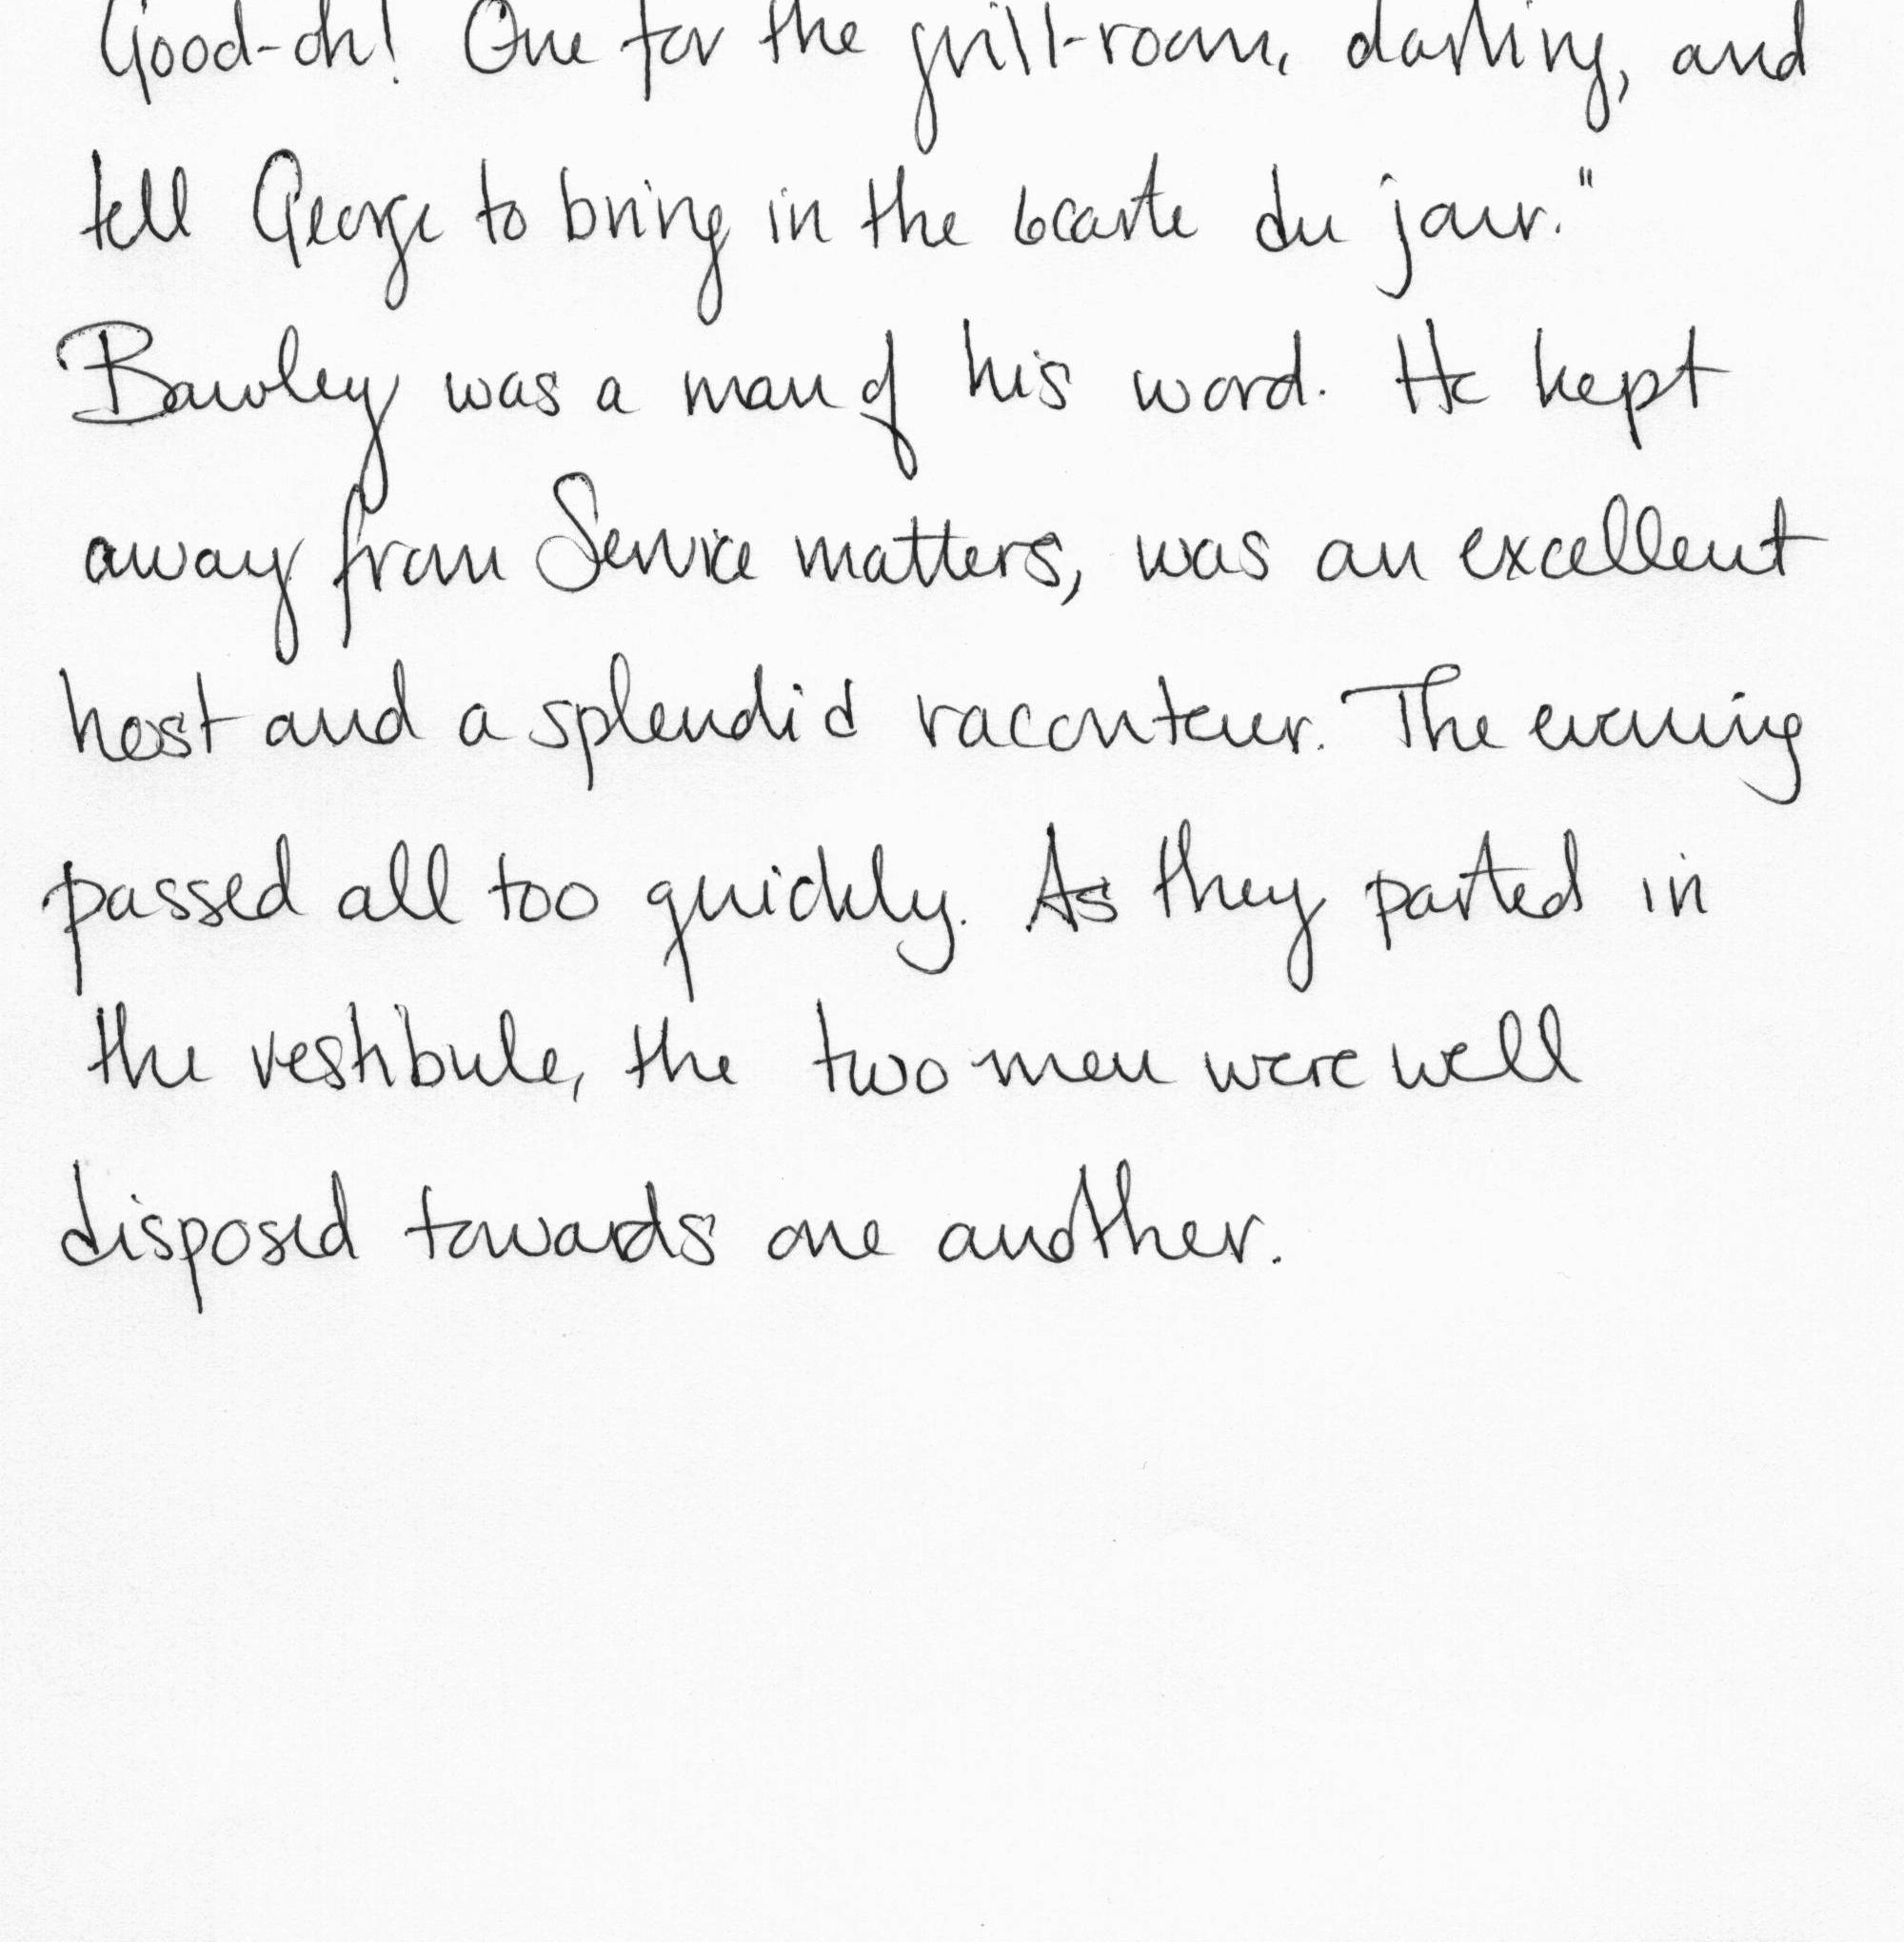 Good-oh! One for the grill-room, darling, and
tell George to bring in the carte du jour."
Bawley was a man of his word. He kept
away from Service matters, was an excellent
host and a splendid raconteur. The evening
passed all too quickly. As they parted in
the vestibule, the two men were well
disposed towards one another.